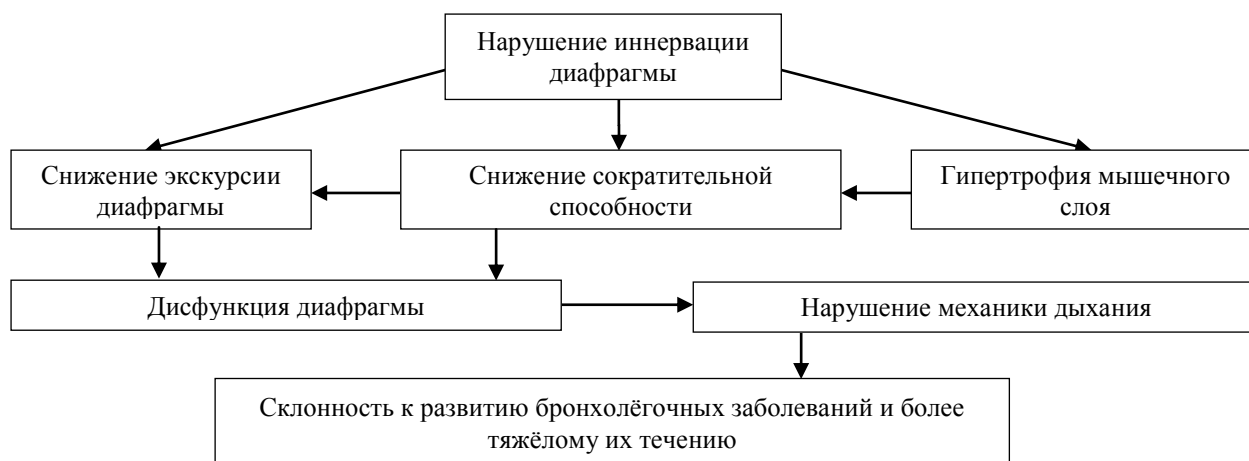 Нарушение иннервации
диафрагмы
Снижение экскурсии
диафрагмы
Снижение сократительной
способности
Гипертрофия мышечного
слоя
Дисфункция диафрагмы
Нарушение механики дыхания
Склонность к развитию бронхолёгочных заболеваний и более
тяжёлому их течению